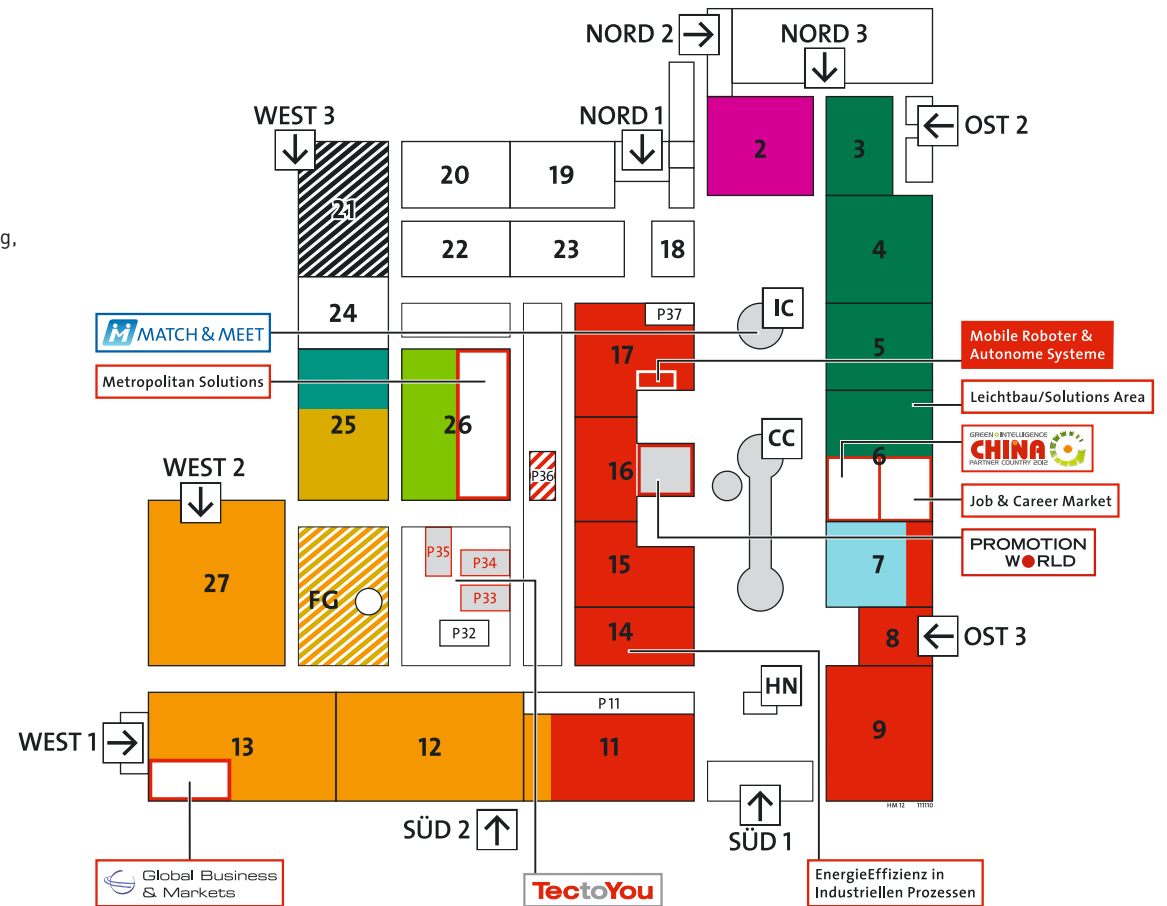 NORD 2
NORD 3
WEST 3
NORD 1
OST 2
2
3
20
19
21
g,
4
22
23
18
24
IC
P37
MATCH & MEET
17
5
Mobile Roboter &
Autonome Systeme
Metropolitan Solutions
Leichtbau/Solutions Area
25
26
CC
GREEN INTELLIGENCE
CHINA
PARTNER COUNTRY 2012
6
WEST 2
P36
16
Job & Career Market
PROMOTION
WORLD
27
FG
P35
P34
P33
P32
15
7
14
8
OST 3
HN
P11
WEST 1
13
12
11
9
HM 12 111110
SÜD 2
SÜD 1
Global Business
& Markets
TectoYou
EnergieEffizienz in
Industriellen Prozessen